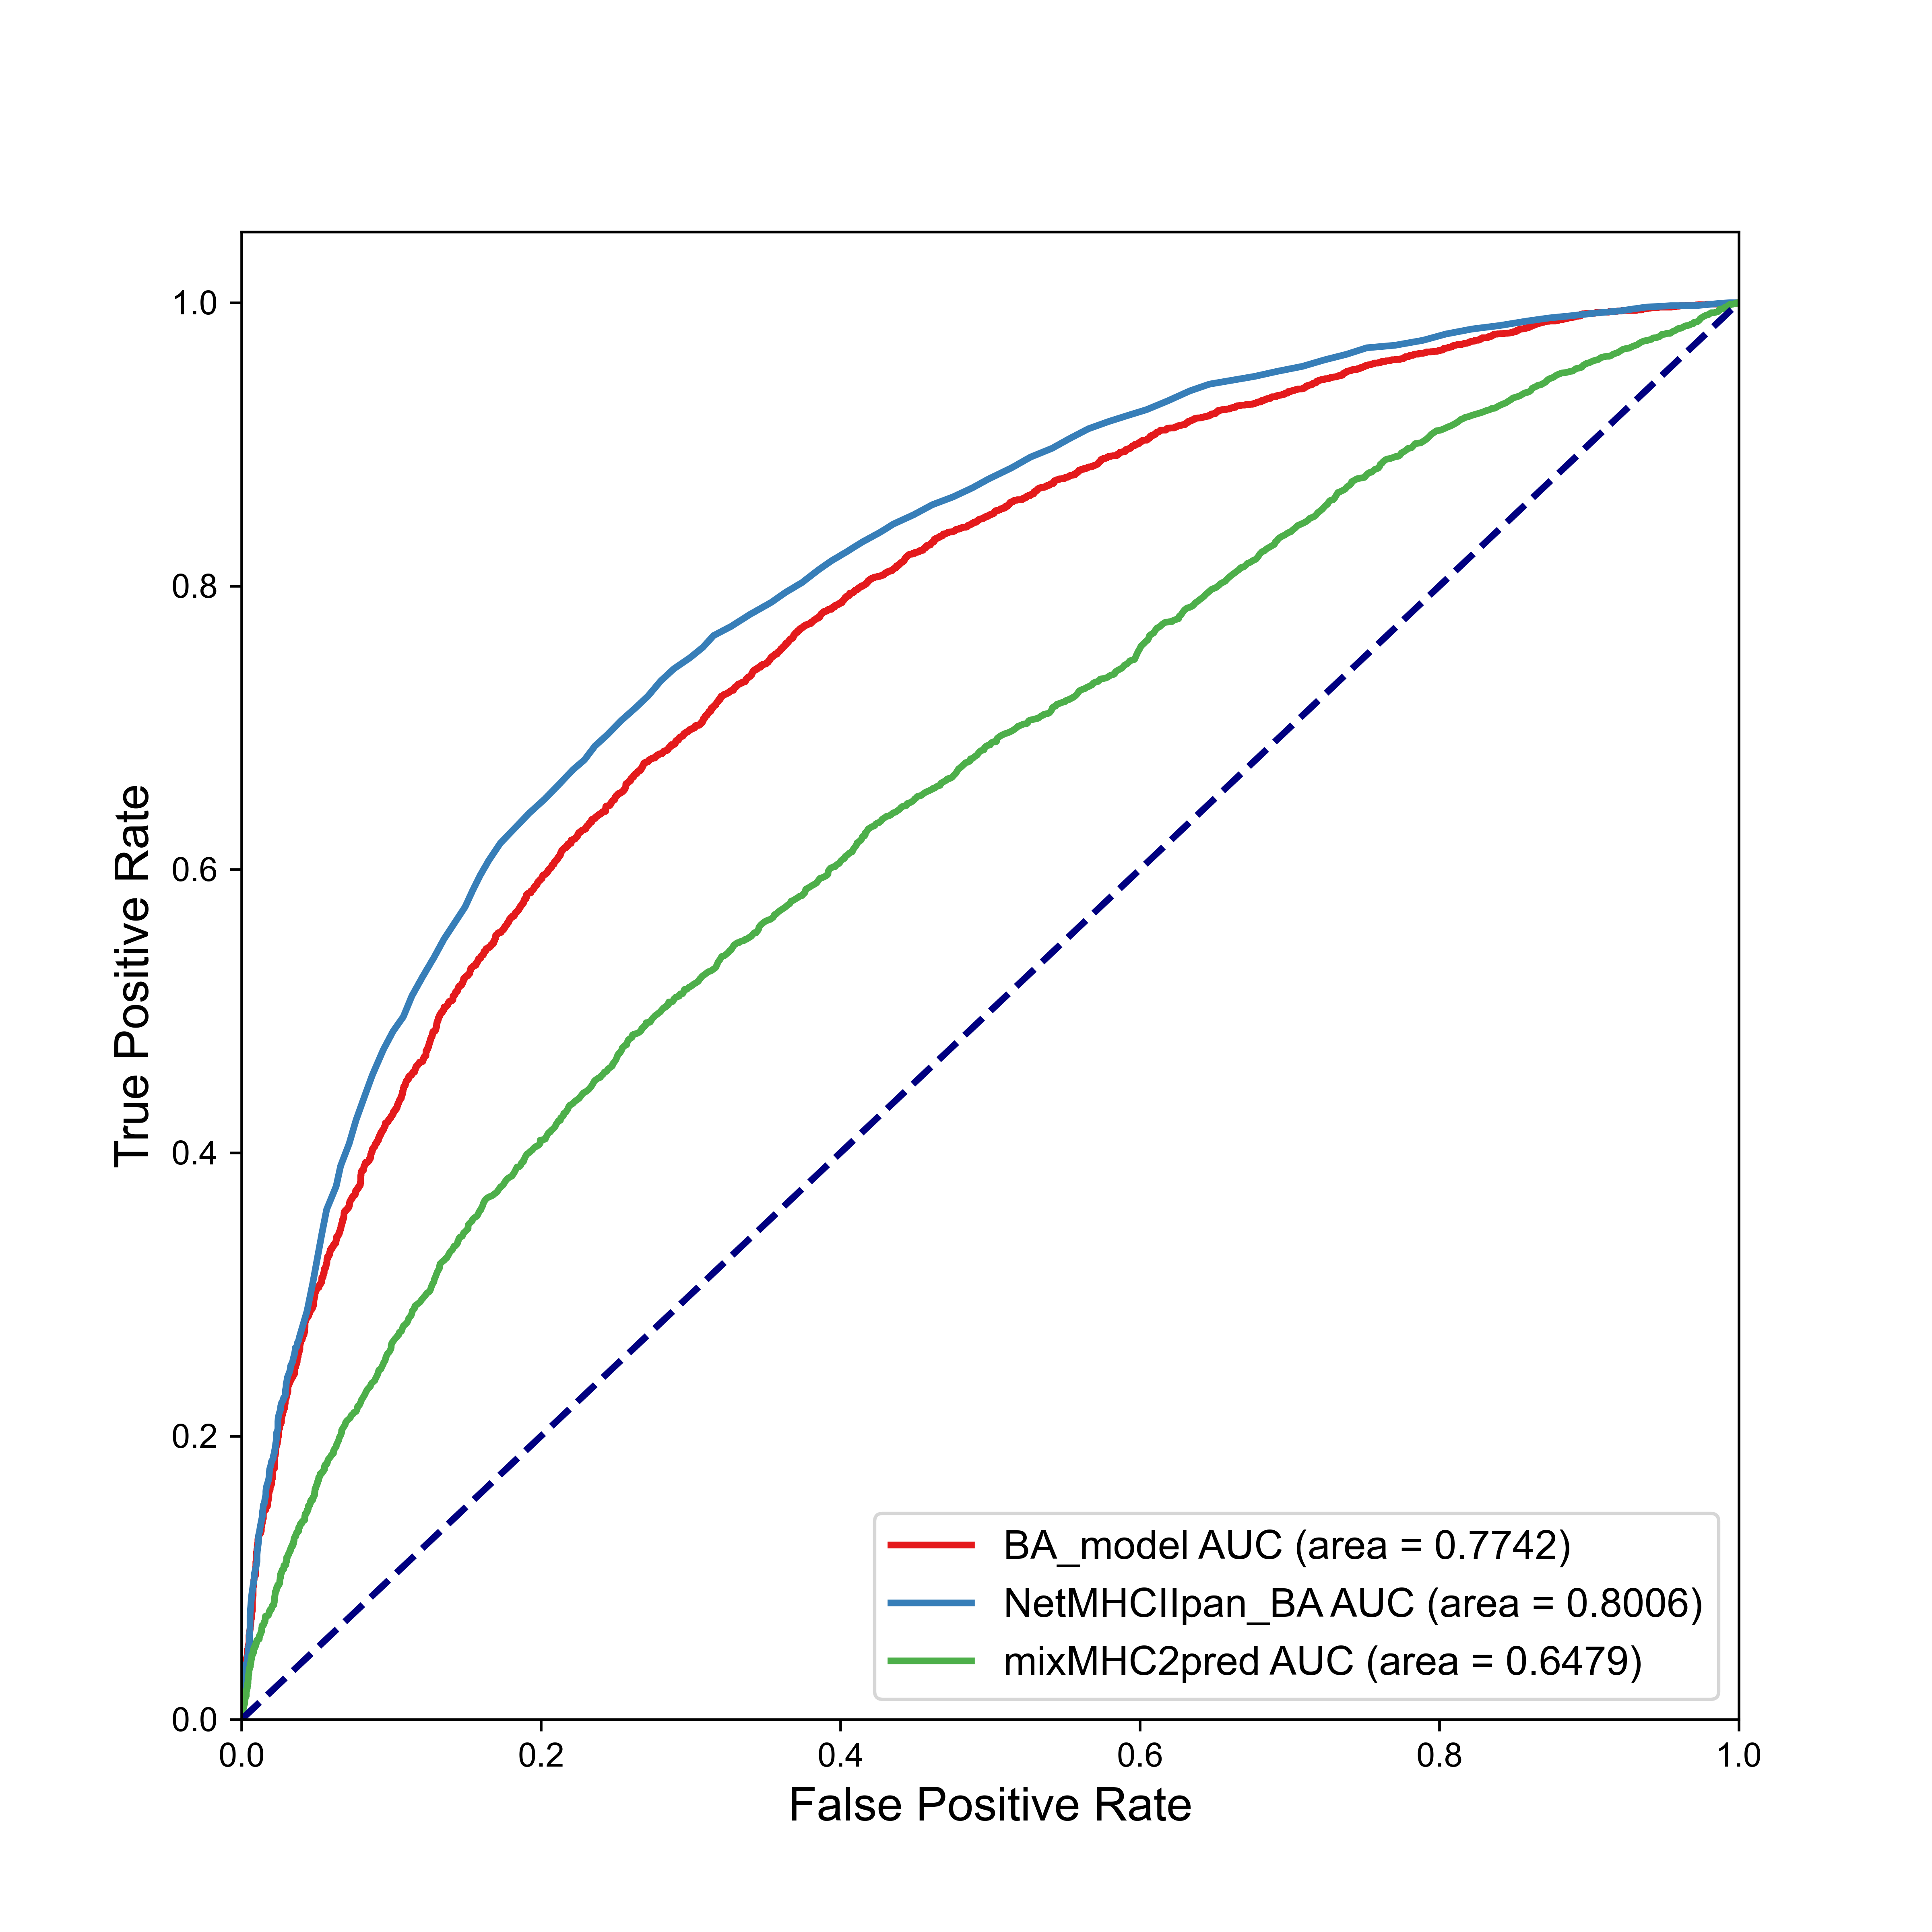 True Positive Rate
1.0
0.8
0.6
0.4
0.2
0.0
BA_model AUC (area = 0.7742)
NetMHCIIpan_BA AUC (area = 0.8006)
mixMHC2pred AUC (area = 0.6479)
0.0 0.2 0.4 0.6 0.8 1.0
False Positive Rate